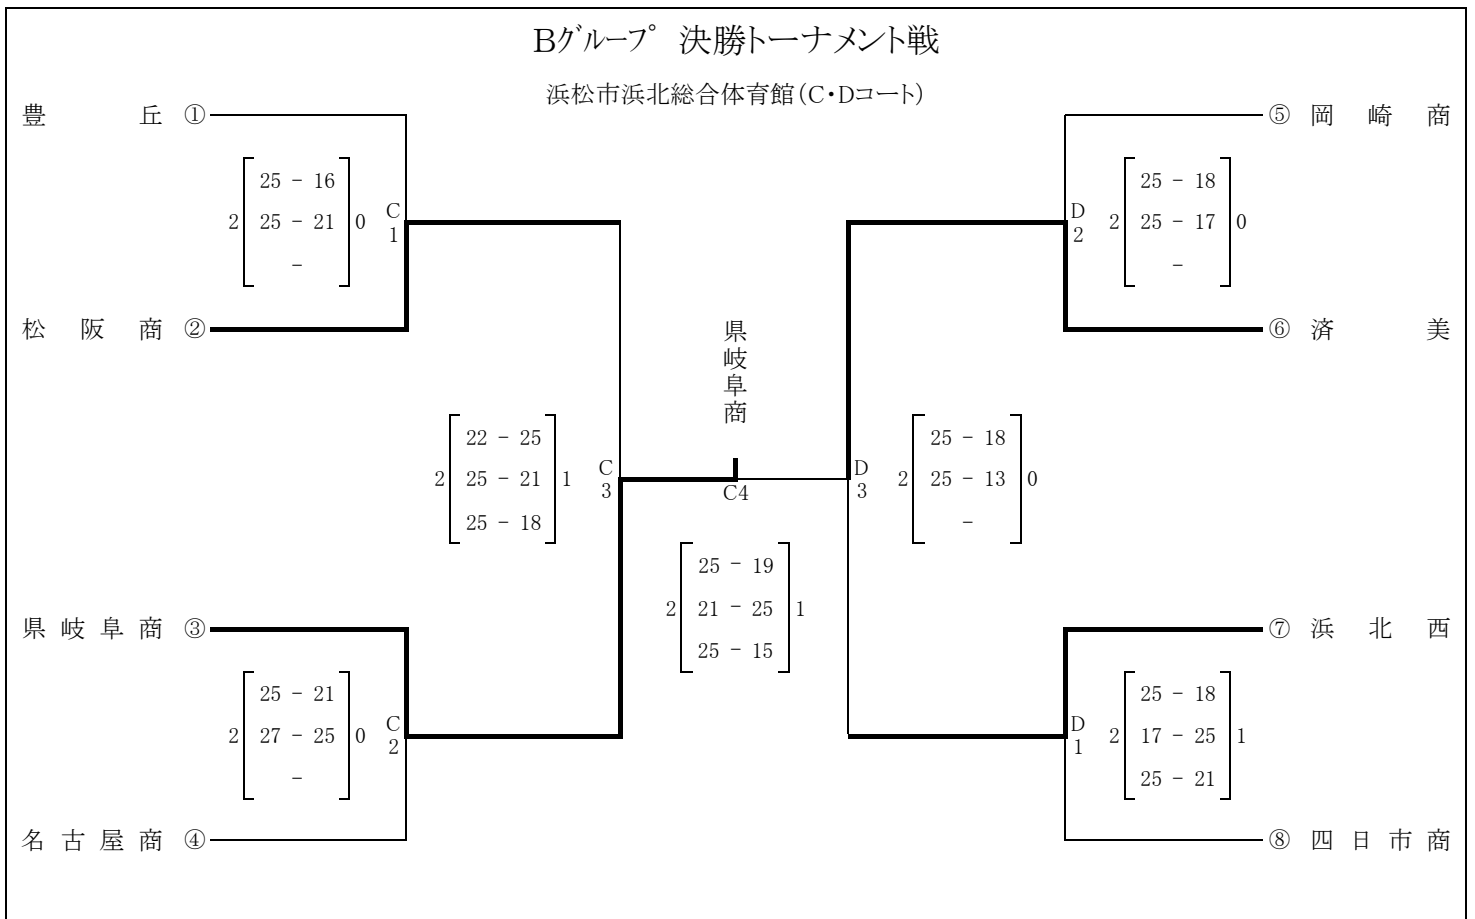 Bグループ 決勝トーナメント戦
浜松市浜北総合体育館(C・Dコート)
豊丘 ①
⑤ 岡崎商
25 - 16
2 25 - 21 0
-
C
1
D
2
25 - 18
2 25 - 17 0
-
松阪商 ②
⑥ 済美
県岐阜商
22 - 25
2 25 - 21 1
25 - 18
C
3
C4
D
3
25 - 18
2 25 - 13 0
-
25 - 19
2 21 - 25 1
25 - 15
県岐阜商 ③
⑦ 浜北西
25 - 21
2 27 - 25 0
-
C
2
D
1
25 - 18
2 17 - 25 1
25 - 21
名古屋商 ④
⑧ 四日市商